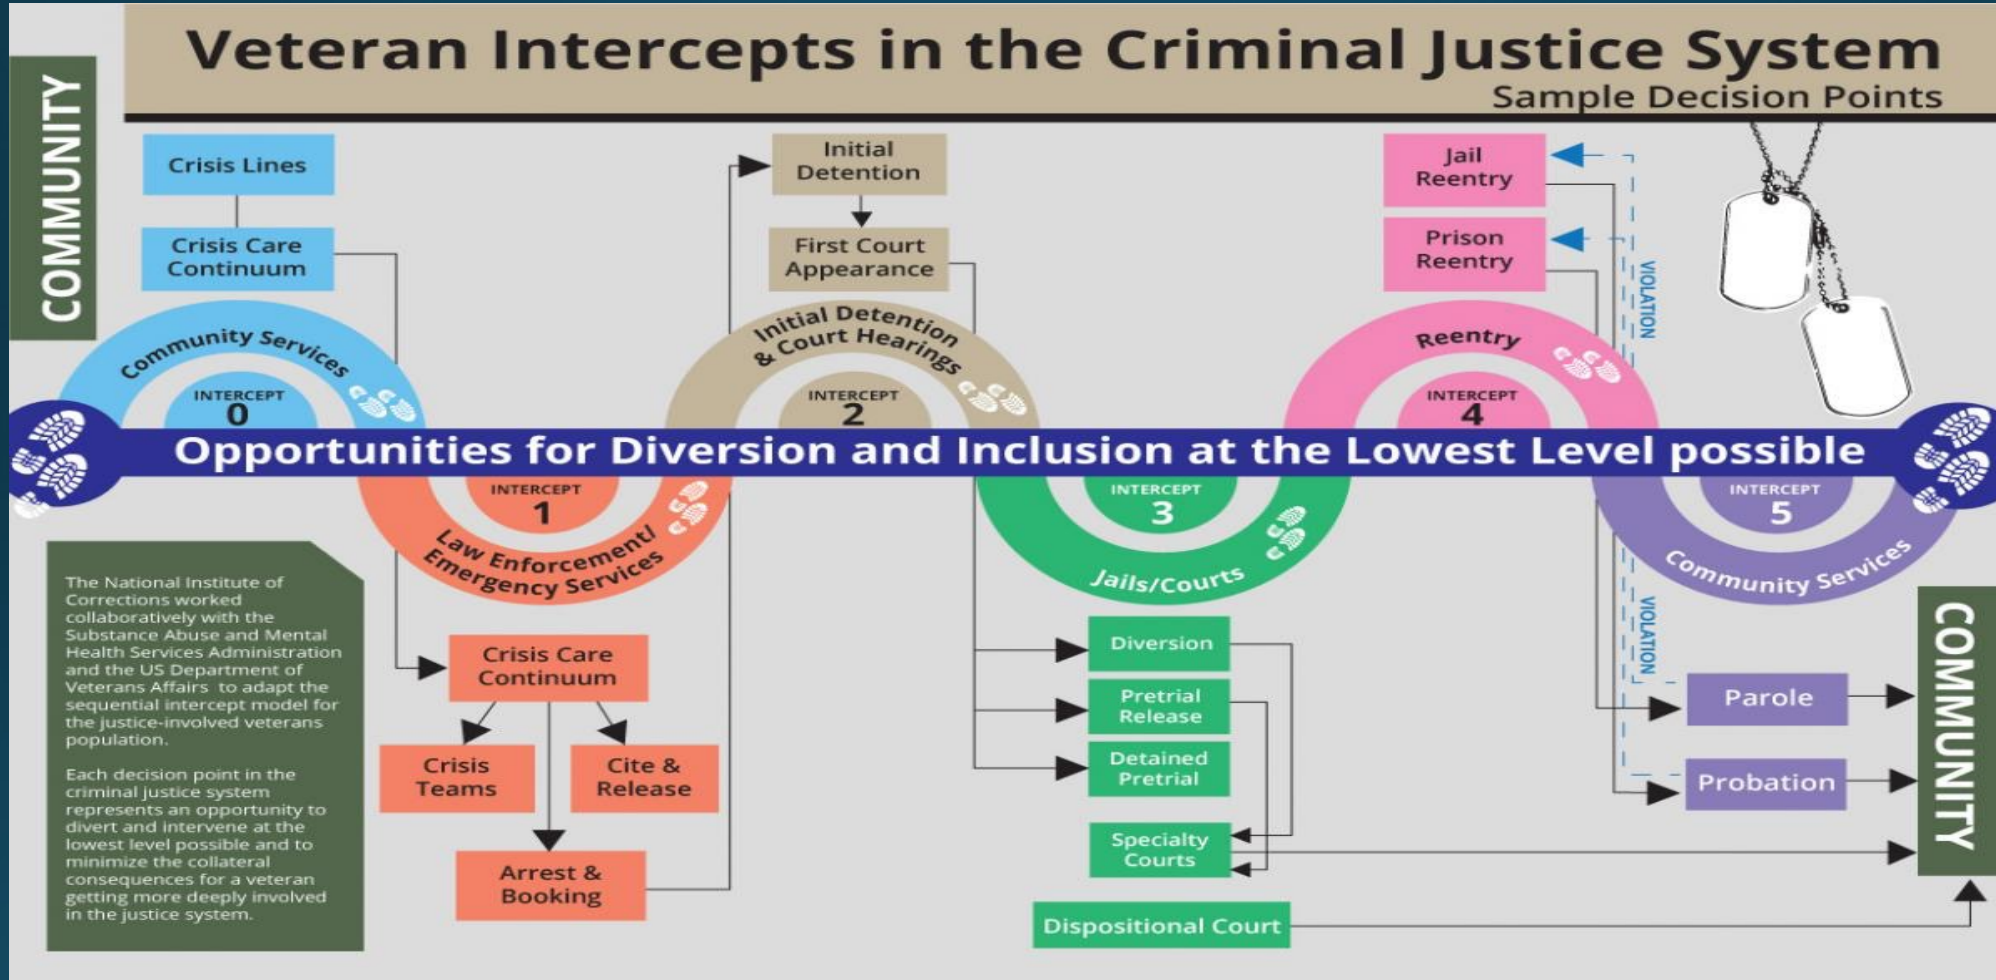 Veteran Intercepts in the Criminal Justice System
Sample Decision Points
COMMUNITY
Crisis Lines
Crisis Care
Continuum
Community Services
INTERCEPT
0
Initial
Detention
First Court
Appearance
Initial Detention
& Court Hearings
INTERCEPT
2
Jail
Reentry
Prison
Reentry
VIOLATION
Reentry
INTERCEPT
4
Opportunities for Diversion and Inclusion at the Lowest Level possible
INTERCEPT
1
Law Enforcement/
Emergency Services
Crisis Care
Continuum
Crisis
Teams
Cite &
Release
Arrest &
Booking
INTERCEPT
3
Jails/Courts
Diversion
Pretrial
Release
Detained
Pretrial
Specialty
Courts
Dispositional Court
INTERCEPT
5
Community Services
VIOLATION
Parole
Probation
COMMUNITY
The National Institute of
Corrections worked
collaboratively with the
Substance Abuse and Mental
Health Services Administration
and the US Department of
Veterans Affairs to adapt the
sequential intercept model for
the justice-involved veterans
population.
Each decision point in the
criminal justice system
represents an opportunity to
divert and intervene at the
lowest level possible and to
minimize the collateral
consequences for a veteran
getting more deeply involved
in the justice system.